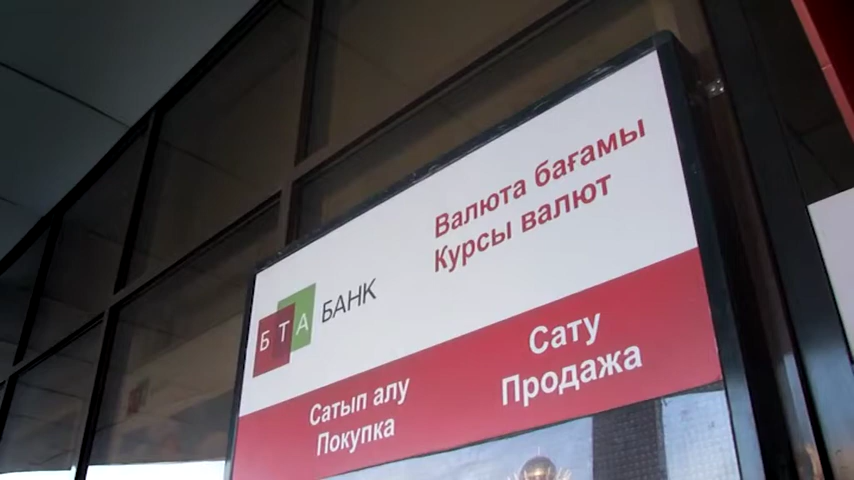 Валюта бағамы
Курсы валют
БТА БАНК
Сатып алу
Покупка
Сату
Продажа